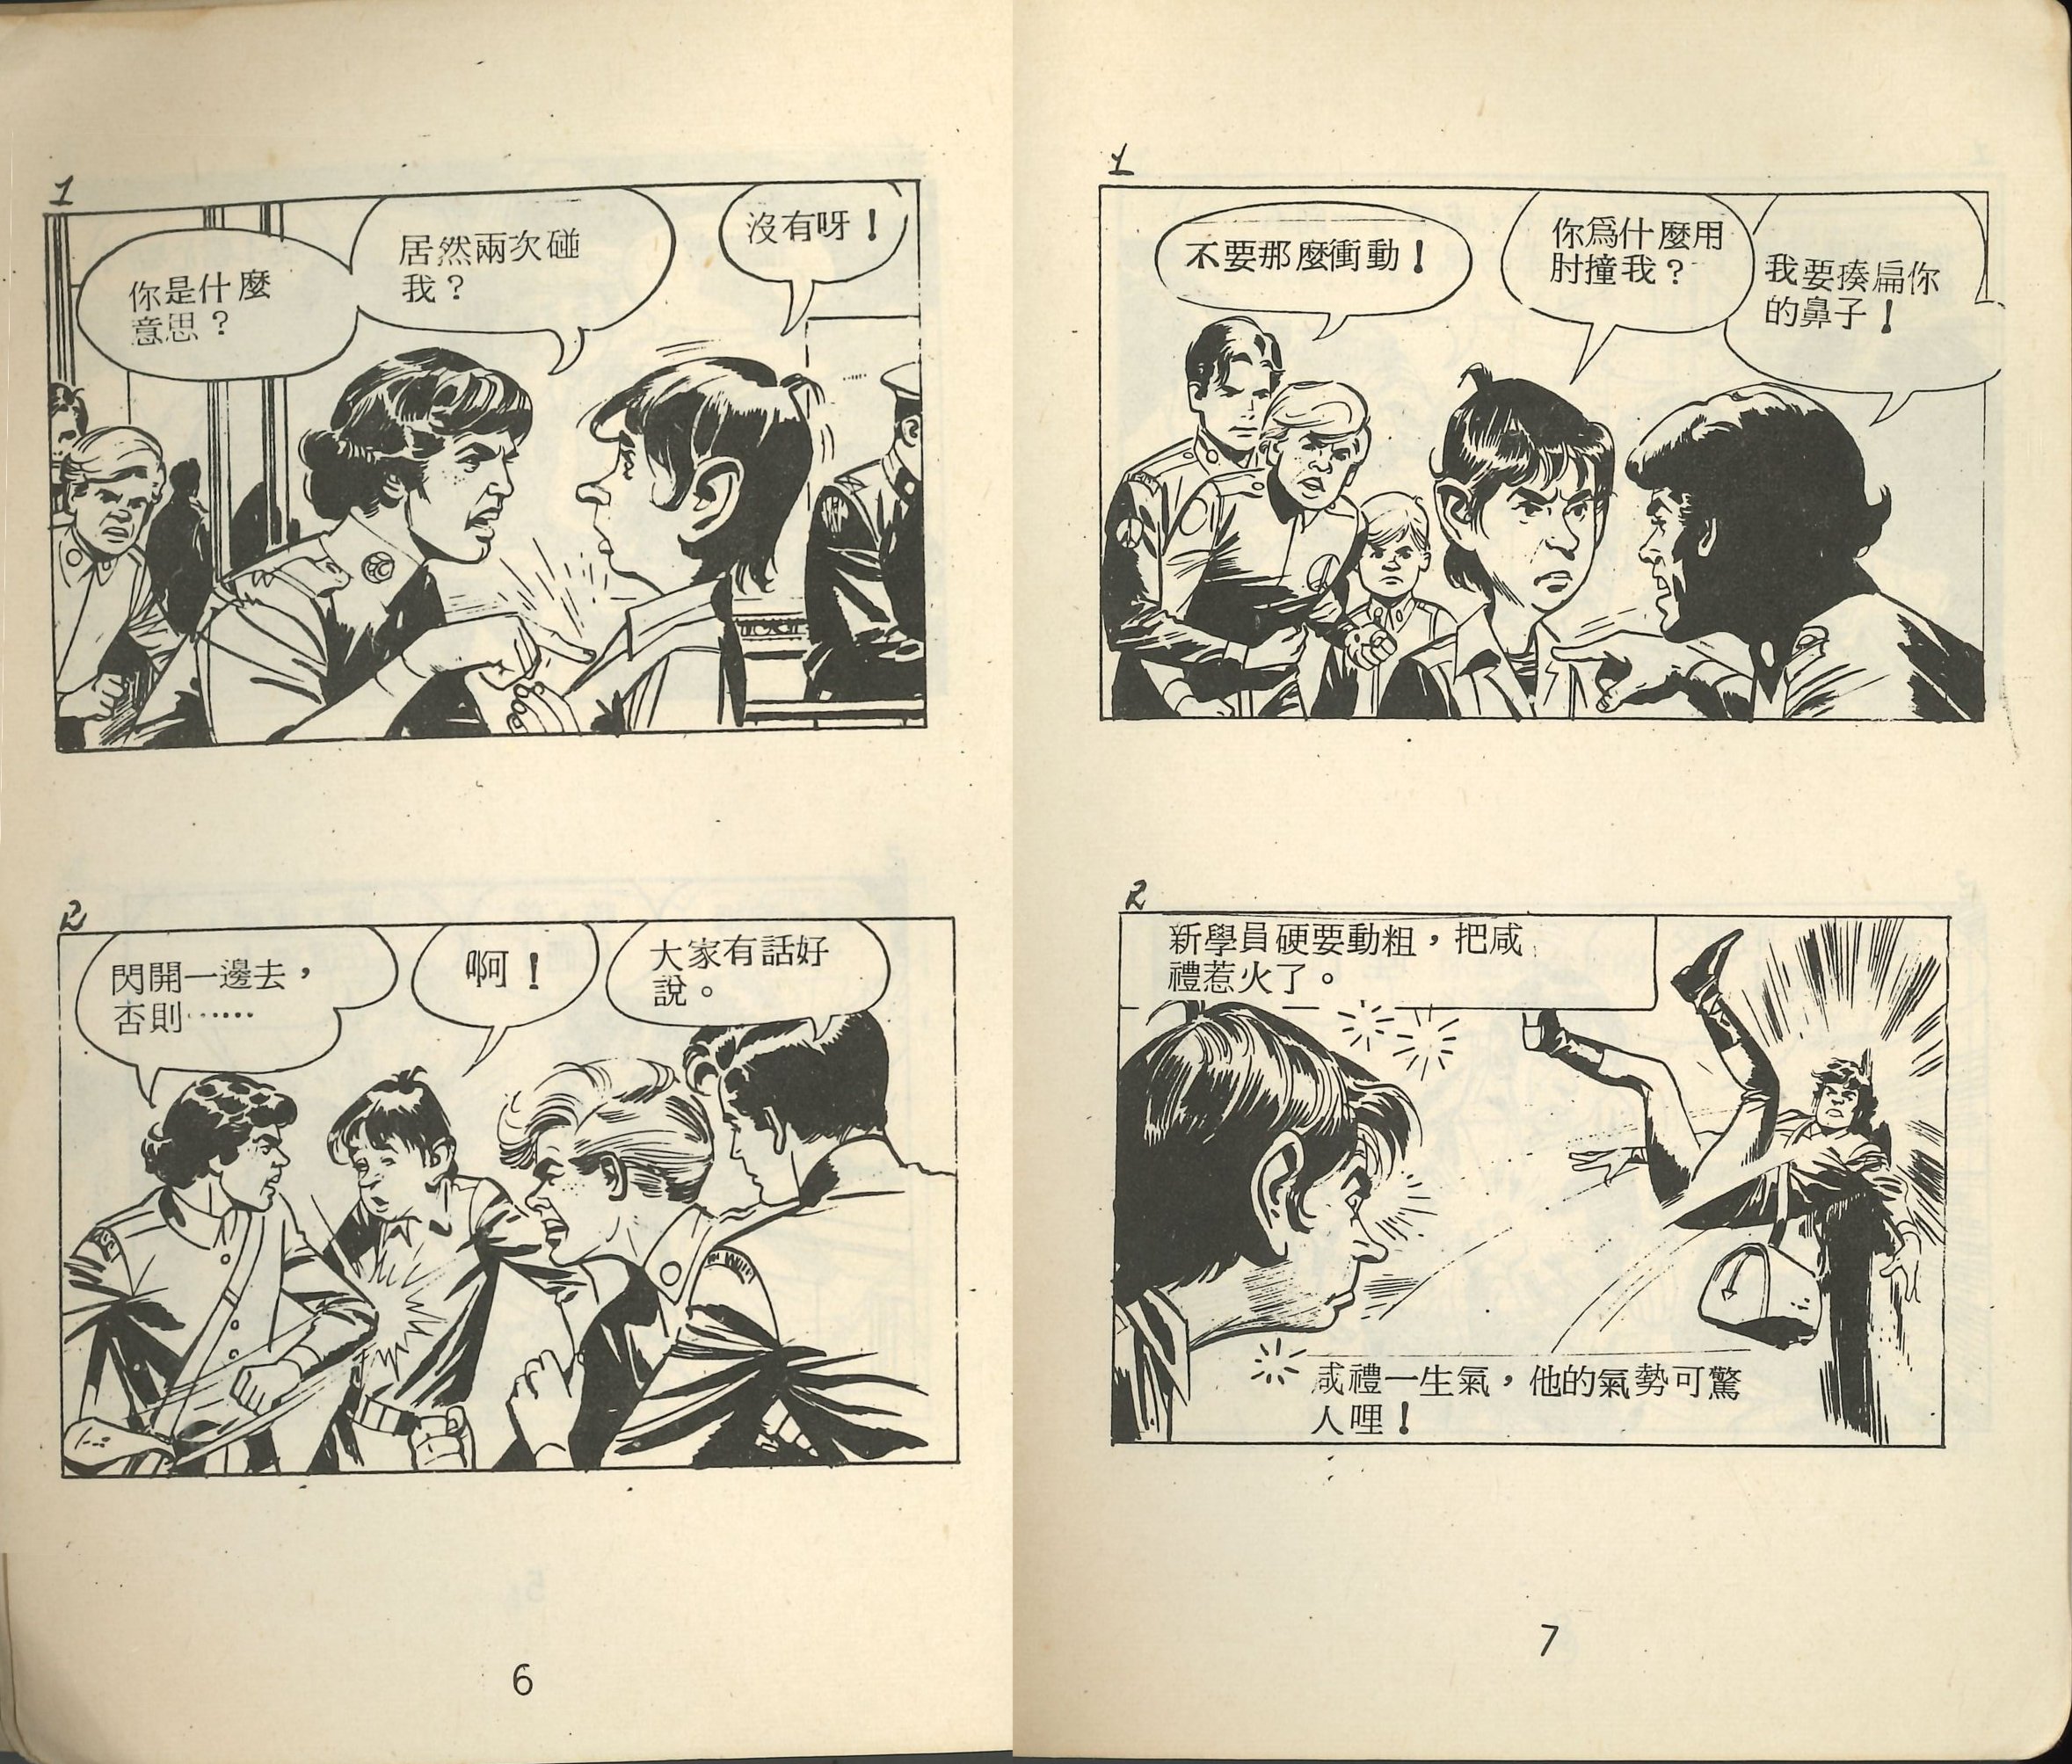 1
你是什麼
意思？
居然兩次碰
我？
沒有呀！
2
閃開一邊去，
否則……
啊！
大家有話好
說。
6
1
不要那麼衝動！
你為什麼用
肘撞我？
我要揍扁你
的鼻子！
2
新學員硬要動粗，把咸
禮惹火了。
咸禮一生氣，他的氣勢可驚
人哩！
7